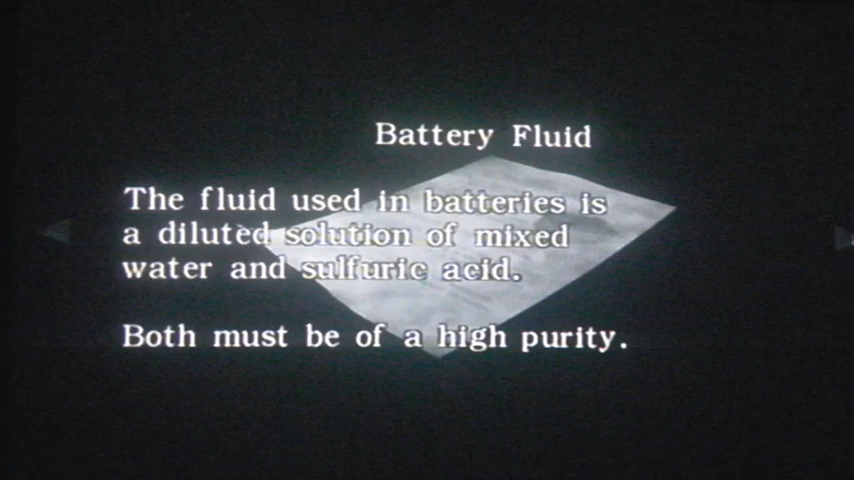 Battery Fluid
The fluid used in batteries is
a diluted solution of mixed
water and sulfuric acid.
Both must be of a high purity.